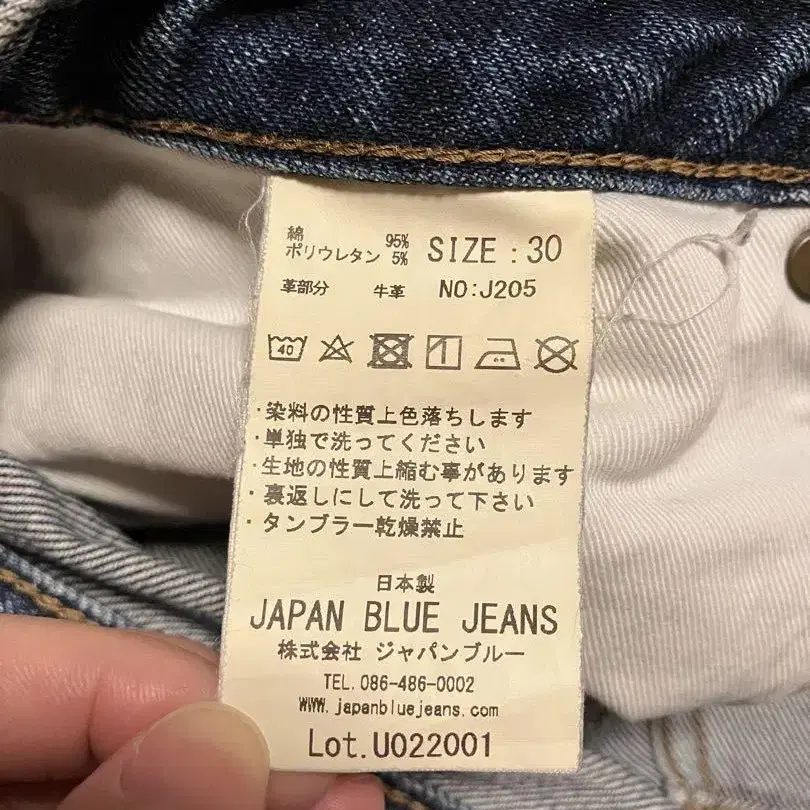 綿 95%
ポリウレタン 5%
SIZE : 30
革部分 牛革 NO:J205
40
・染料の性質上色落ちします
・単独で洗ってください
・生地の性質上縮む事があります
・裏返しにして洗って下さい
・タンブラー乾燥禁止
日本製
JAPAN BLUE JEANS
株式会社 ジャパンブルー
TEL. 086-486-0002
WWW. japanbluejeans.com
Lot.U022001